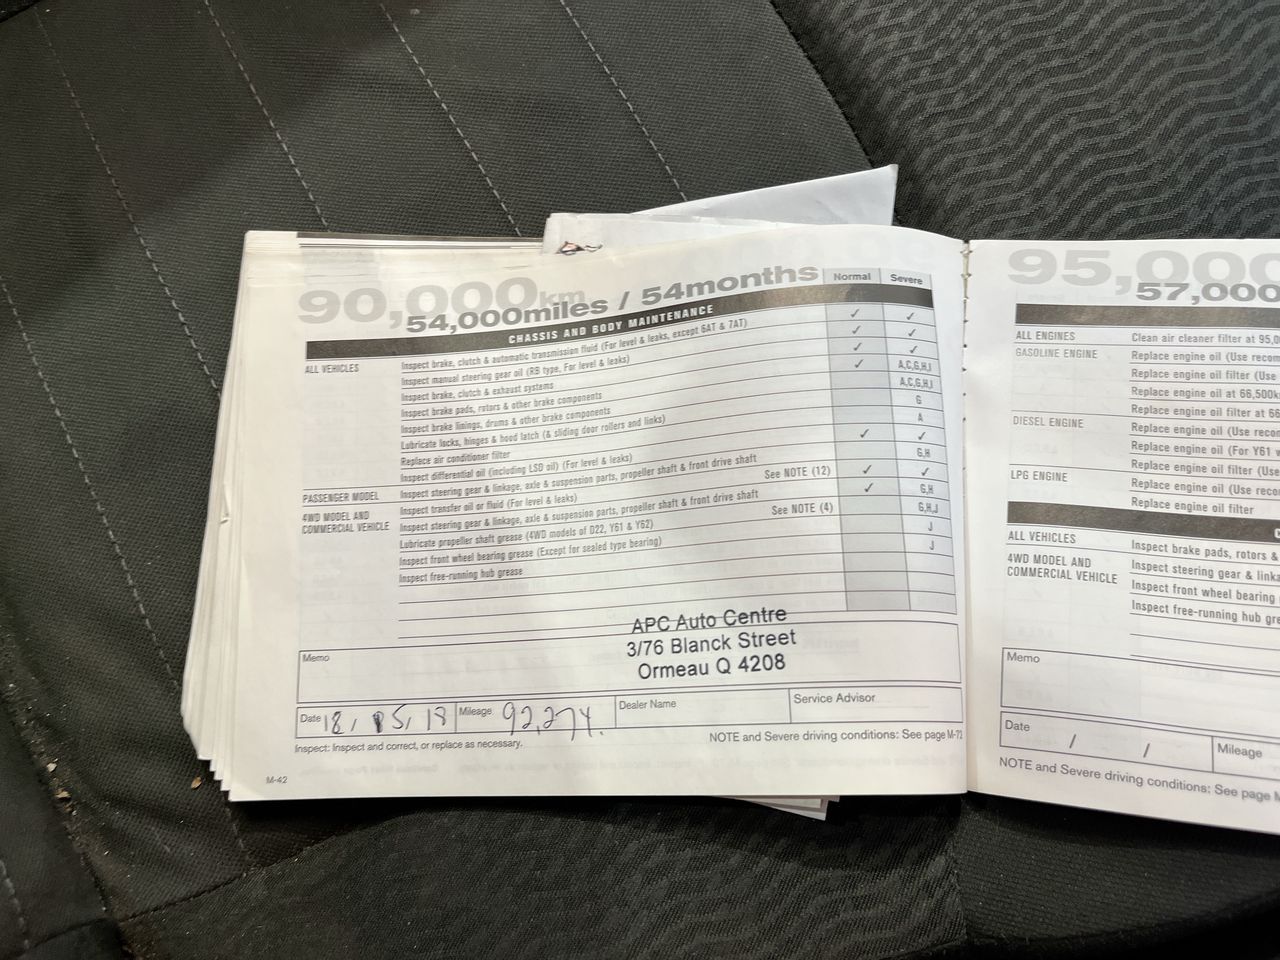 90,000km
54,000miles / 54months
Normal
Severe
CHASSIS AND BODY MAINTENANCE
ALL VEHICLES
Inspect brake, clutch & automatic transmission fluid (For level & leaks, except 6AT & 7AT)
✓ ✓
Inspect manual steering gear oil (RB type, For level & leaks)
✓ ✓
Inspect brake, clutch & exhaust systems
✓ ✓
Inspect brake pads, rotors & other brake components
✓ A,C,G,H,I
Inspect brake linings, drums & other brake components
A,C,G,H,I
Lubricate locks, hinges & hood latch (& sliding door rollers and links)
G
Replace air conditioner filter
A
Inspect differential oil (including LSD oil) (For level & leaks)
✓ ✓
PASSENGER MODEL
Inspect steering gear & linkage, axle & suspension parts, propeller shaft & front drive shaft
G,H
4WD MODEL AND
COMMERCIAL VEHICLE
Inspect transfer oil or fluid (For level & leaks)
See NOTE (12)
✓ ✓
Inspect steering gear & linkage, axle & suspension parts, propeller shaft & front drive shaft
✓ G,H
Lubricate propeller shaft grease (4WD models of D22, Y61 & Y62)
See NOTE (4)
G,H,J
Inspect front wheel bearing grease (Except for sealed type bearing)
J
Inspect free-running hub grease
J
APC Auto Centre
3/76 Blanck Street
Ormeau Q 4208
Memo
Date 18, 05, 18
Mileage 92,274.
Dealer Name
Service Advisor
Inspect: Inspect and correct, or replace as necessary.
NOTE and Severe driving conditions: See page M-72
M-42
95,000
57,000
ALL ENGINES
Clean air cleaner filter at 95,0
GASOLINE ENGINE
Replace engine oil (Use recom
Replace engine oil filter (Use
Replace engine oil at 66,500k
Replace engine oil filter at 66
DIESEL ENGINE
Replace engine oil (Use recom
Replace engine oil (For Y61 w
Replace engine oil filter (Use
LPG ENGINE
Replace engine oil (Use reco
Replace engine oil filter
C
ALL VEHICLES
Inspect brake pads, rotors &
4WD MODEL AND
COMMERCIAL VEHICLE
Inspect steering gear & linka
Inspect front wheel bearing
Inspect free-running hub gre
Memo
Date / /
Mileage
NOTE and Severe driving conditions: See page M